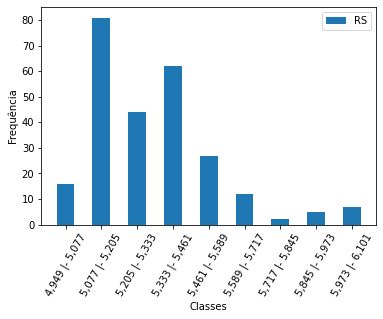 RS
Frequência
80
70
60
50
40
30
20
10
0
4,949 |- 5,077
5,077 |- 5,205
5,205 |- 5,333
5,333 |- 5,461
5,461 |- 5,589
5,589 |- 5,717
5,717 |- 5,845
5,845 |- 5,973
5,973 |- 6,101
Classes